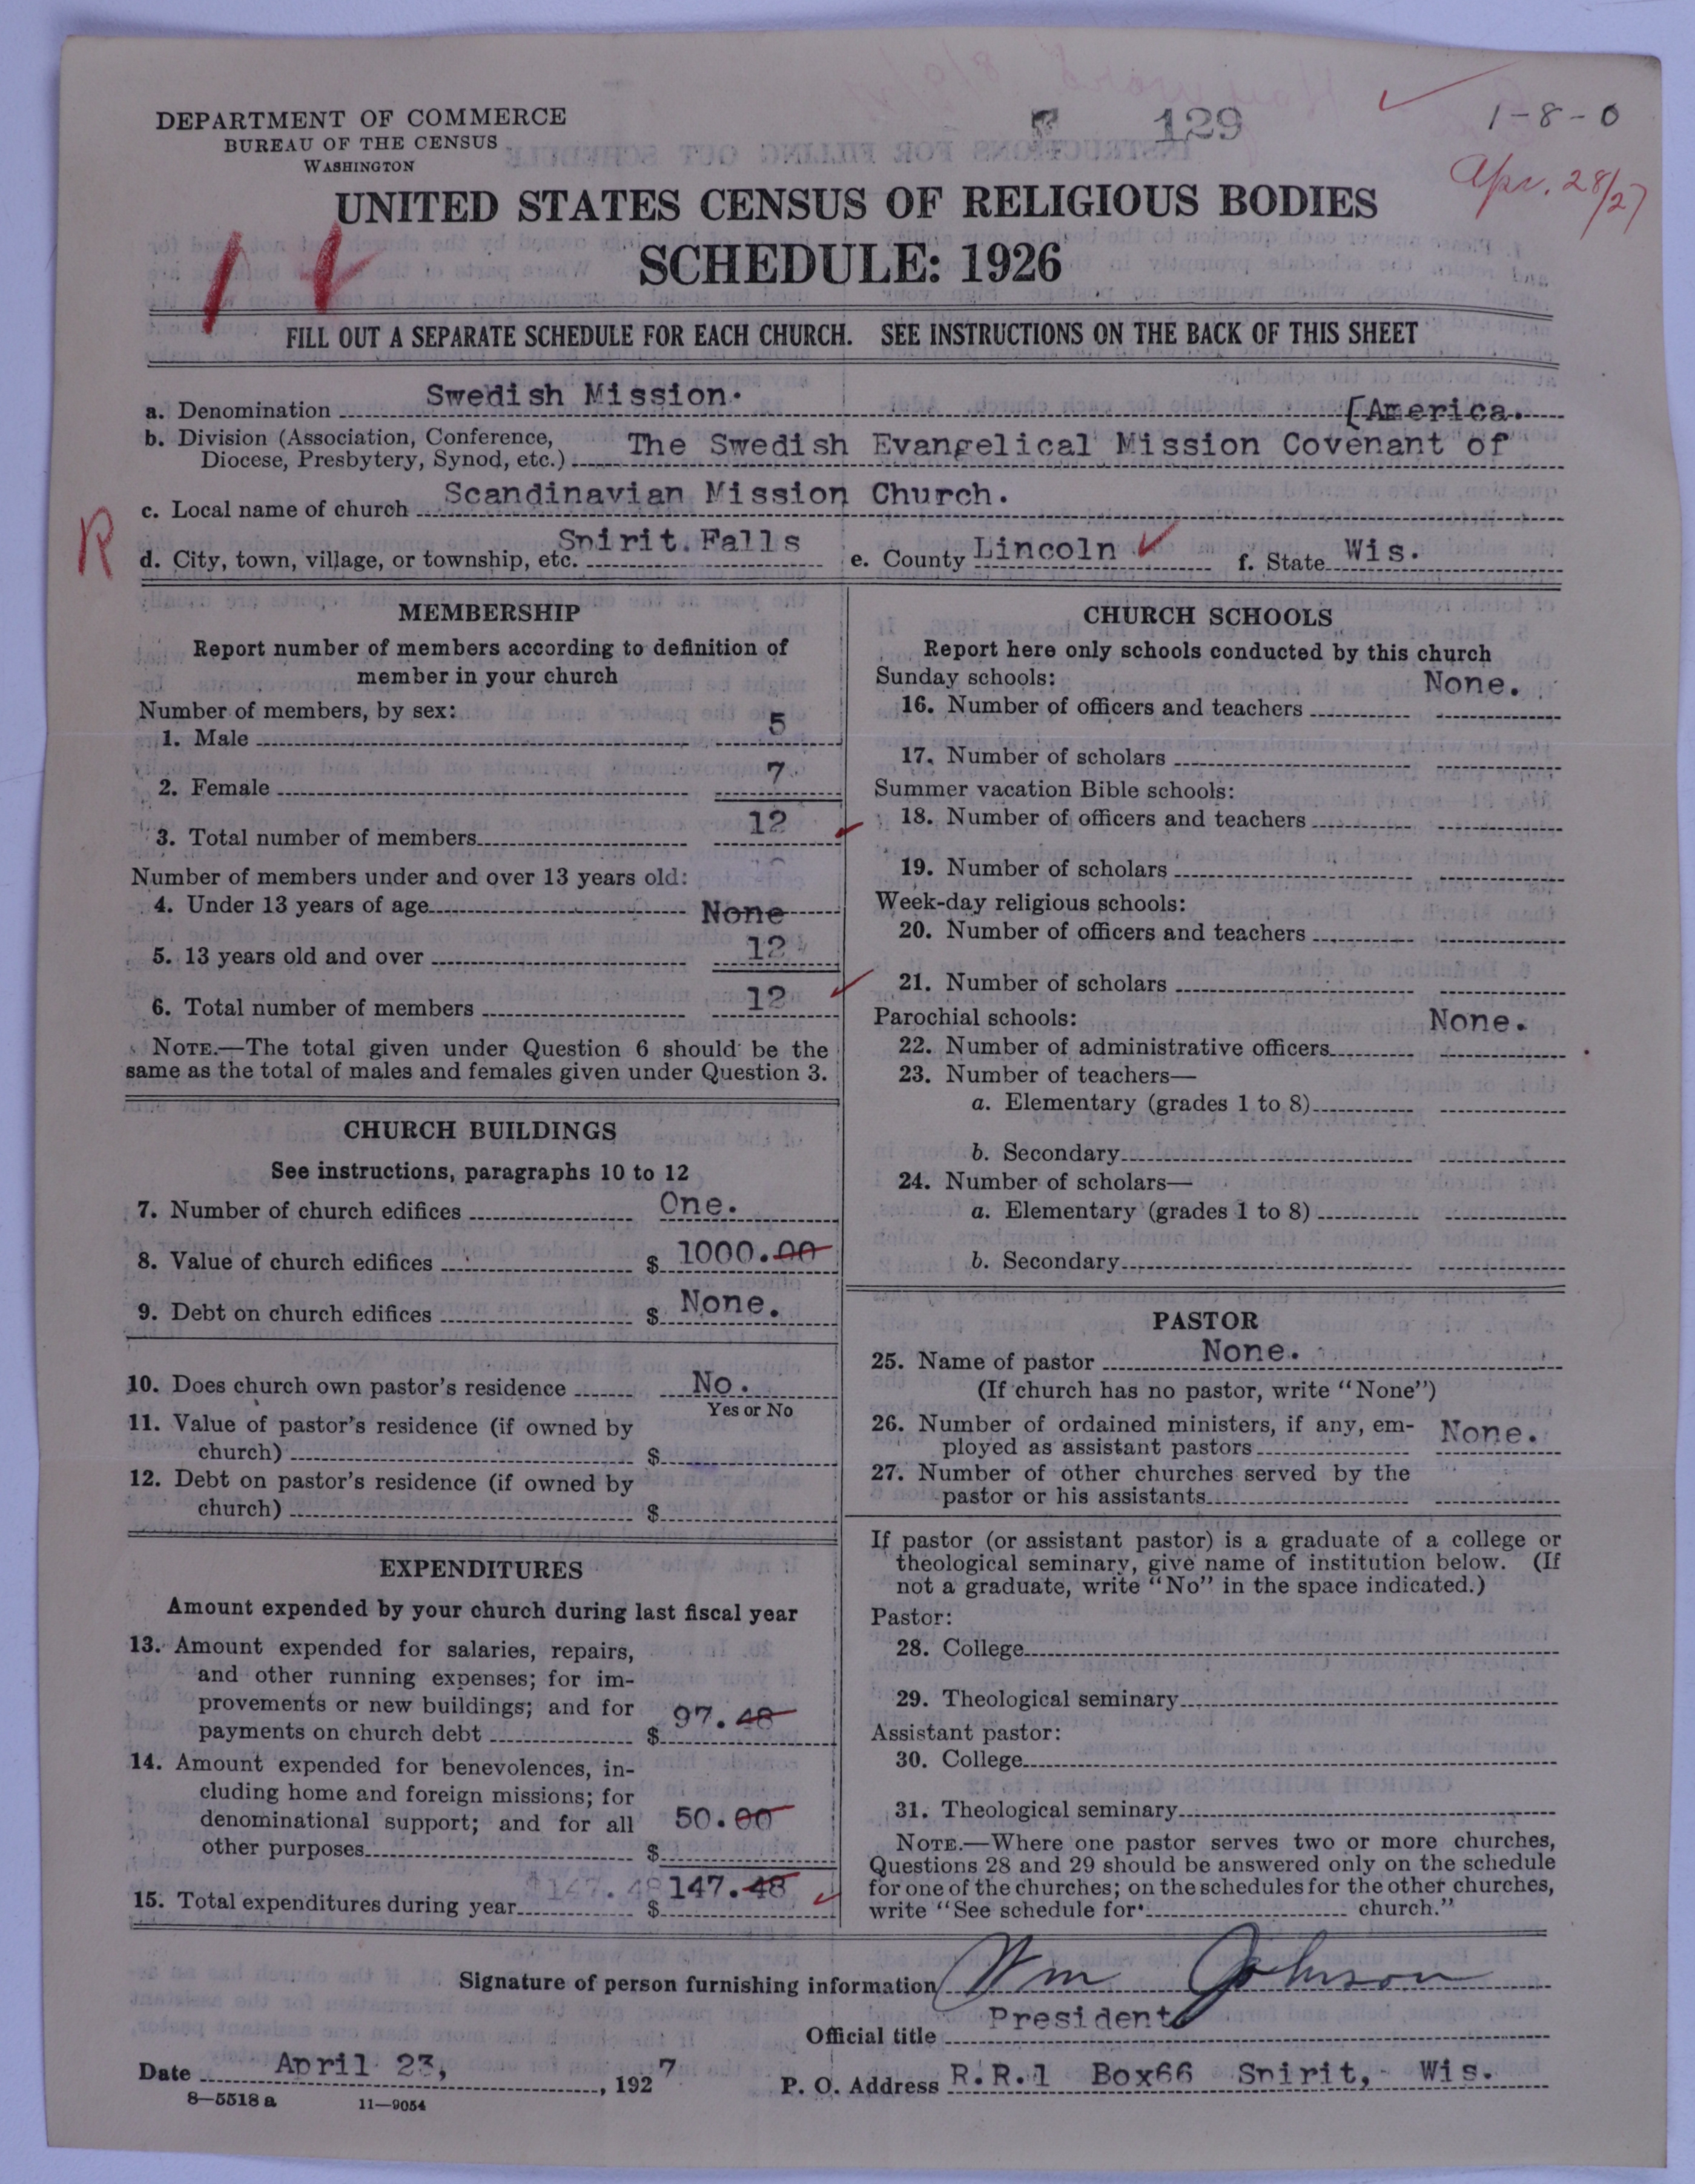 DEPARTMENT OF COMMERCE
BUREAU OF THE CENSUS
WASHINGTON
129
1-8-0
Apr. 28/27
UNITED STATES CENSUS OF RELIGIOUS BODIES
SCHEDULE: 1926
FILL OUT A SEPARATE SCHEDULE FOR EACH CHURCH. SEE INSTRUCTIONS ON THE BACK OF THIS SHEET
a. Denomination Swedish Mission.
[America.
b. Division (Association, Conference, Diocese, Presbytery, Synod, etc.) The Swedish Evangelical Mission Covenant of
c. Local name of church Scandinavian Mission Church.
R
d. City, town, village, or township, etc. Spirit. Falls e. County Lincoln f. State Wis.
MEMBERSHIP
Report number of members according to definition of
member in your church
Number of members, by sex:
1. Male 5
2. Female 7
3. Total number of members 12
Number of members under and over 13 years old:
4. Under 13 years of age None
5. 13 years old and over 12
6. Total number of members 12
NOTE.—The total given under Question 6 should be the
same as the total of males and females given under Question 3.
CHURCH BUILDINGS
See instructions, paragraphs 10 to 12
7. Number of church edifices One.
8. Value of church edifices $ 1000.00
9. Debt on church edifices $ None.
10. Does church own pastor's residence No.
Yes or No
11. Value of pastor's residence (if owned by
church) $
12. Debt on pastor's residence (if owned by
church) $
EXPENDITURES
Amount expended by your church during last fiscal year
13. Amount expended for salaries, repairs,
and other running expenses; for im-
provements or new buildings; and for
payments on church debt $ 97.48
14. Amount expended for benevolences, in-
cluding home and foreign missions; for
denominational support; and for all
other purposes $ 50.00
15. Total expenditures during year $147.48 $ 147.48
CHURCH SCHOOLS
Report here only schools conducted by this church
Sunday schools: None.
16. Number of officers and teachers
17. Number of scholars
Summer vacation Bible schools:
18. Number of officers and teachers
19. Number of scholars
Week-day religious schools:
20. Number of officers and teachers
21. Number of scholars
Parochial schools: None.
22. Number of administrative officers
23. Number of teachers—
a. Elementary (grades 1 to 8)
b. Secondary
24. Number of scholars—
a. Elementary (grades 1 to 8)
b. Secondary
PASTOR
25. Name of pastor None.
(If church has no pastor, write "None")
26. Number of ordained ministers, if any, em-
ployed as assistant pastors None.
27. Number of other churches served by the
pastor or his assistants
If pastor (or assistant pastor) is a graduate of a college or
theological seminary, give name of institution below. (If
not a graduate, write "No" in the space indicated.)
Pastor:
28. College
29. Theological seminary
Assistant pastor:
30. College
31. Theological seminary
NOTE.—Where one pastor serves two or more churches,
Questions 28 and 29 should be answered only on the schedule
for one of the churches; on the schedules for the other churches,
write "See schedule for church."
Signature of person furnishing information Wm Johnson
Official title President
Date April 23, 1927 P. O. Address R.R.1 Box66 Spirit, Wis.
8—5518 a 11—9054